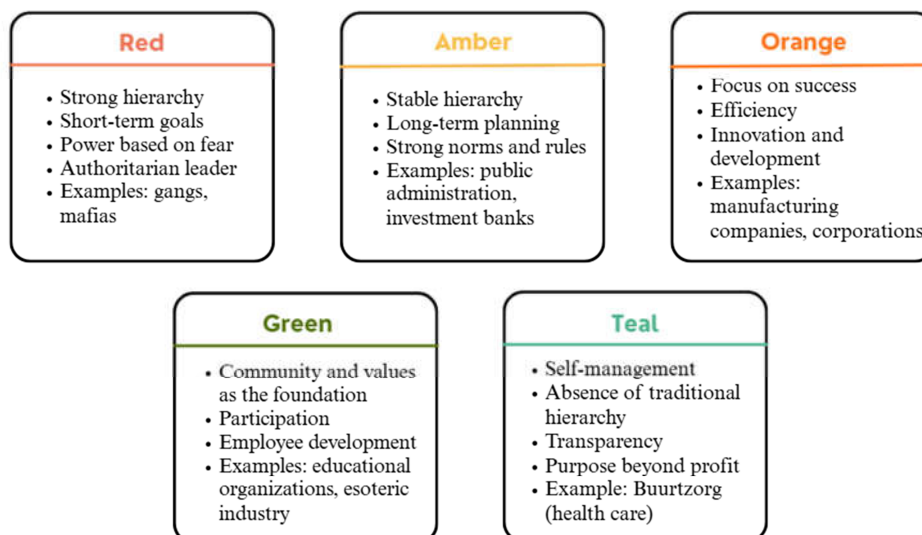 Red
• Strong hierarchy
• Short-term goals
• Power based on fear
• Authoritarian leader
• Examples: gangs,
mafias
Amber
• Stable hierarchy
• Long-term planning
• Strong norms and rules
• Examples: public
administration,
investment banks
Orange
• Focus on success
• Efficiency
• Innovation and
development
• Examples:
manufacturing
companies, corporations
Green
• Community and values
as the foundation
• Participation
• Employee development
• Examples: educational
organizations, esoteric
industry
Teal
• Self-management
• Absence of traditional
hierarchy
• Transparency
• Purpose beyond profit
• Example: Buurtzorg
(health care)